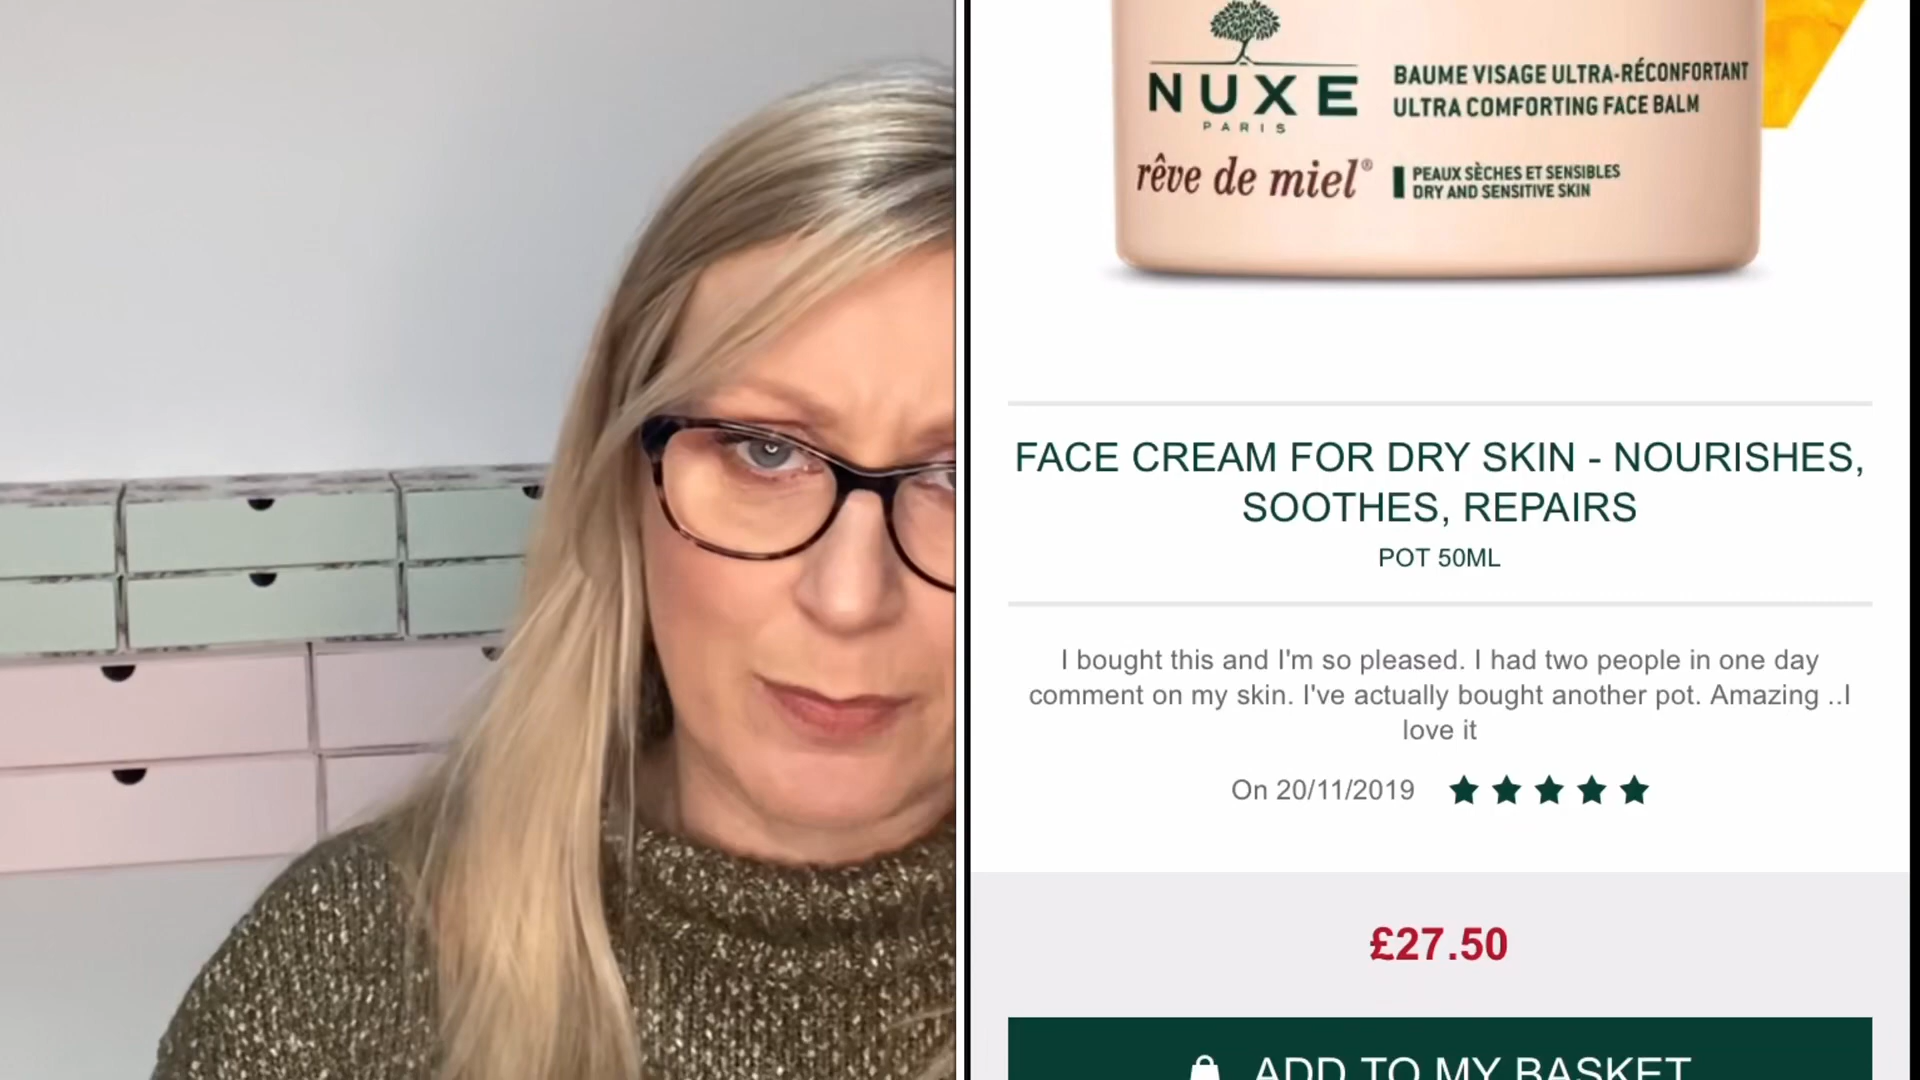 NUXE
PARIS
rêve de miel®
BAUME VISAGE ULTRA-RÉCONFORTANT
ULTRA COMFORTING FACE BALM
PEAUX SÈCHES ET SENSIBLES
DRY AND SENSITIVE SKIN
FACE CREAM FOR DRY SKIN - NOURISHES,
SOOTHES, REPAIRS
POT 50ML
I bought this and I'm so pleased. I had two people in one day
comment on my skin. I've actually bought another pot. Amazing ..I
love it
On 20/11/2019
£27.50
ADD TO MY BASKET